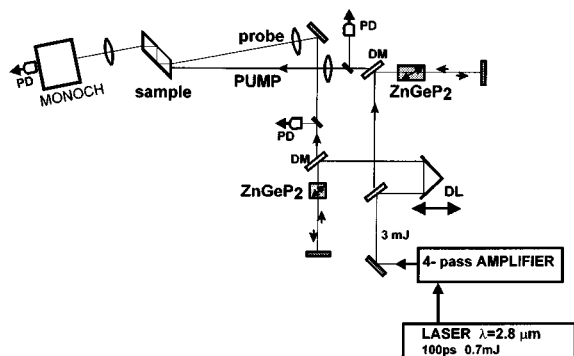 PD
probe
DM
PD
MONOCH
sample
PUMP
ZnGeP2
PD
DM
ZnGeP2
DL
3 mJ
4- pass AMPLIFIER
LASER λ=2.8 µm
100ps 0.7mJ